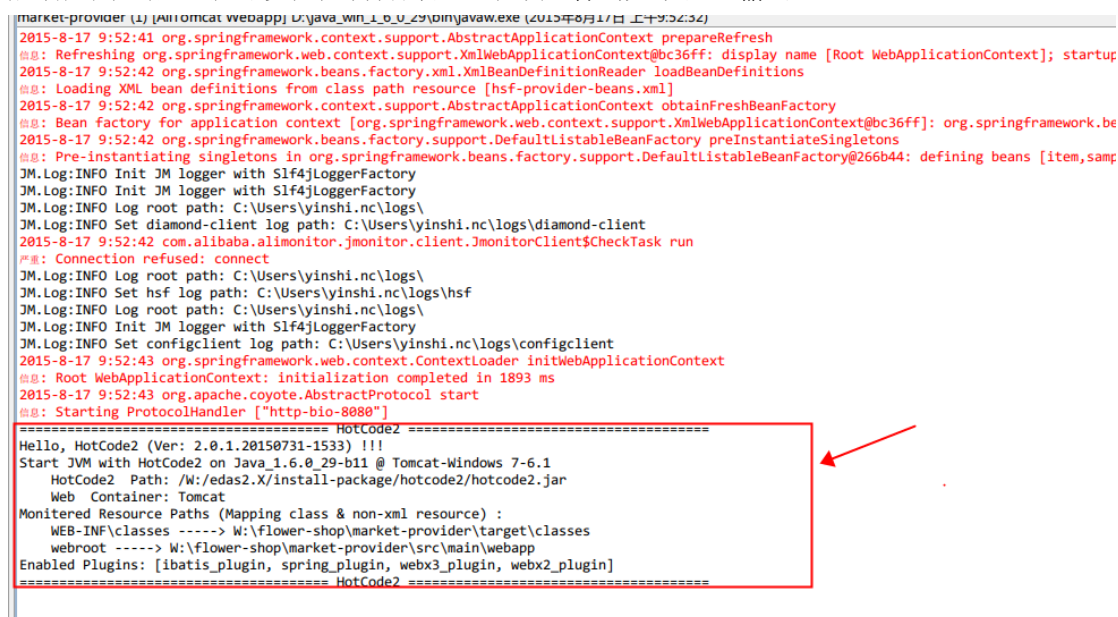 market-provider (1) [AliTomcat Webapp] D:\java_win_1_6_0_29\bin\javaw.exe (2015年8月17日 上午9:52:32)
2015-8-17 9:52:41 org.springframework.context.support.AbstractApplicationContext prepareRefresh
信息: Refreshing org.springframework.web.context.support.XmlWebApplicationContext@bc36ff: display name [Root WebApplicationContext]; startup
2015-8-17 9:52:42 org.springframework.beans.factory.xml.XmlBeanDefinitionReader loadBeanDefinitions
信息: Loading XML bean definitions from class path resource [hsf-provider-beans.xml]
2015-8-17 9:52:42 org.springframework.context.support.AbstractApplicationContext obtainFreshBeanFactory
信息: Bean factory for application context [org.springframework.web.context.support.XmlWebApplicationContext@bc36ff]: org.springframework.be
2015-8-17 9:52:42 org.springframework.beans.factory.support.DefaultListableBeanFactory preInstantiateSingletons
信息: Pre-instantiating singletons in org.springframework.beans.factory.support.DefaultListableBeanFactory@266b44: defining beans [item,samp
JM.Log:INFO Init JM logger with Slf4jLoggerFactory
JM.Log:INFO Init JM logger with Slf4jLoggerFactory
JM.Log:INFO Log root path: C:\Users\yinshi.nc\logs\
JM.Log:INFO Set diamond-client log path: C:\Users\yinshi.nc\logs\diamond-client
2015-8-17 9:52:42 com.alibaba.alimonitor.jmonitor.client.JmonitorClient$CheckTask run
严重: Connection refused: connect
JM.Log:INFO Log root path: C:\Users\yinshi.nc\logs\
JM.Log:INFO Set hsf log path: C:\Users\yinshi.nc\logs\hsf
JM.Log:INFO Log root path: C:\Users\yinshi.nc\logs\
JM.Log:INFO Init JM logger with Slf4jLoggerFactory
JM.Log:INFO Set configclient log path: C:\Users\yinshi.nc\logs\configclient
2015-8-17 9:52:43 org.springframework.web.context.ContextLoader initWebApplicationContext
信息: Root WebApplicationContext: initialization completed in 1893 ms
2015-8-17 9:52:43 org.apache.coyote.AbstractProtocol start
信息: Starting ProtocolHandler ["http-bio-8080"]
======================================= HotCode2 ======================================
Hello, HotCode2 (Ver: 2.0.1.20150731-1533) !!!
Start JVM with HotCode2 on Java_1.6.0_29-b11 @ Tomcat-Windows 7-6.1
HotCode2 Path: /W:/edas2.X/install-package/hotcode2/hotcode2.jar
Web Container: Tomcat
Monitered Resource Paths (Mapping class & non-xml resource) :
WEB-INF\classes -----> W:\flower-shop\market-provider\target\classes
webroot -----> W:\flower-shop\market-provider\src\main\webapp
Enabled Plugins: [ibatis_plugin, spring_plugin, webx3_plugin, webx2_plugin]
======================================= HotCode2 ======================================